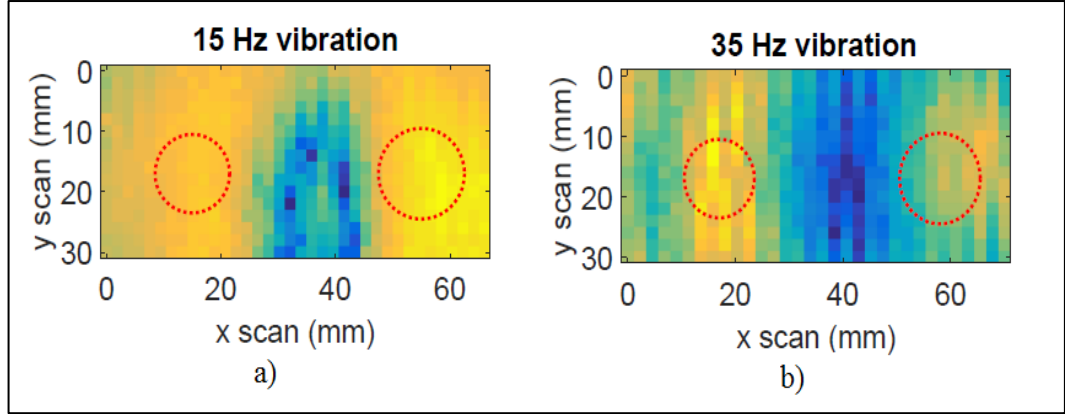 15 Hz vibration
y scan (mm)
0
10
20
30
0 20 40 60
x scan (mm)
a)
35 Hz vibration
y scan (mm)
0
10
20
30
0 20 40 60
x scan (mm)
b)